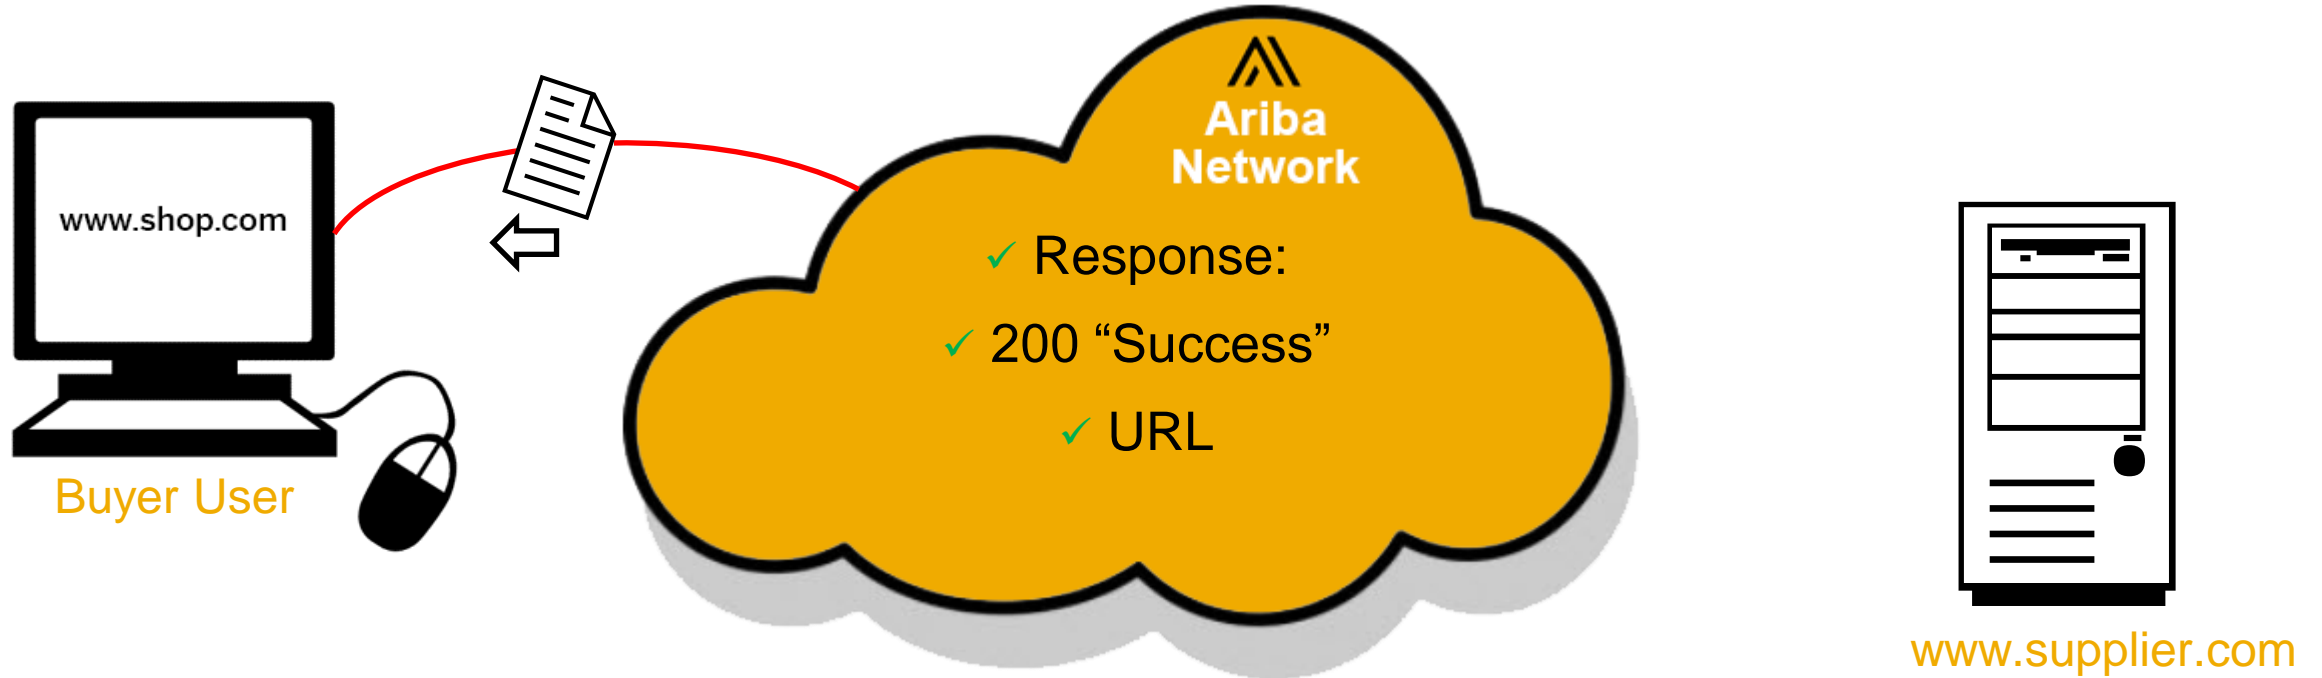 Ariba
Network
www.shop.com
✓ Response:
✓ 200 “Success”
✓ URL
Buyer User
www.supplier.com